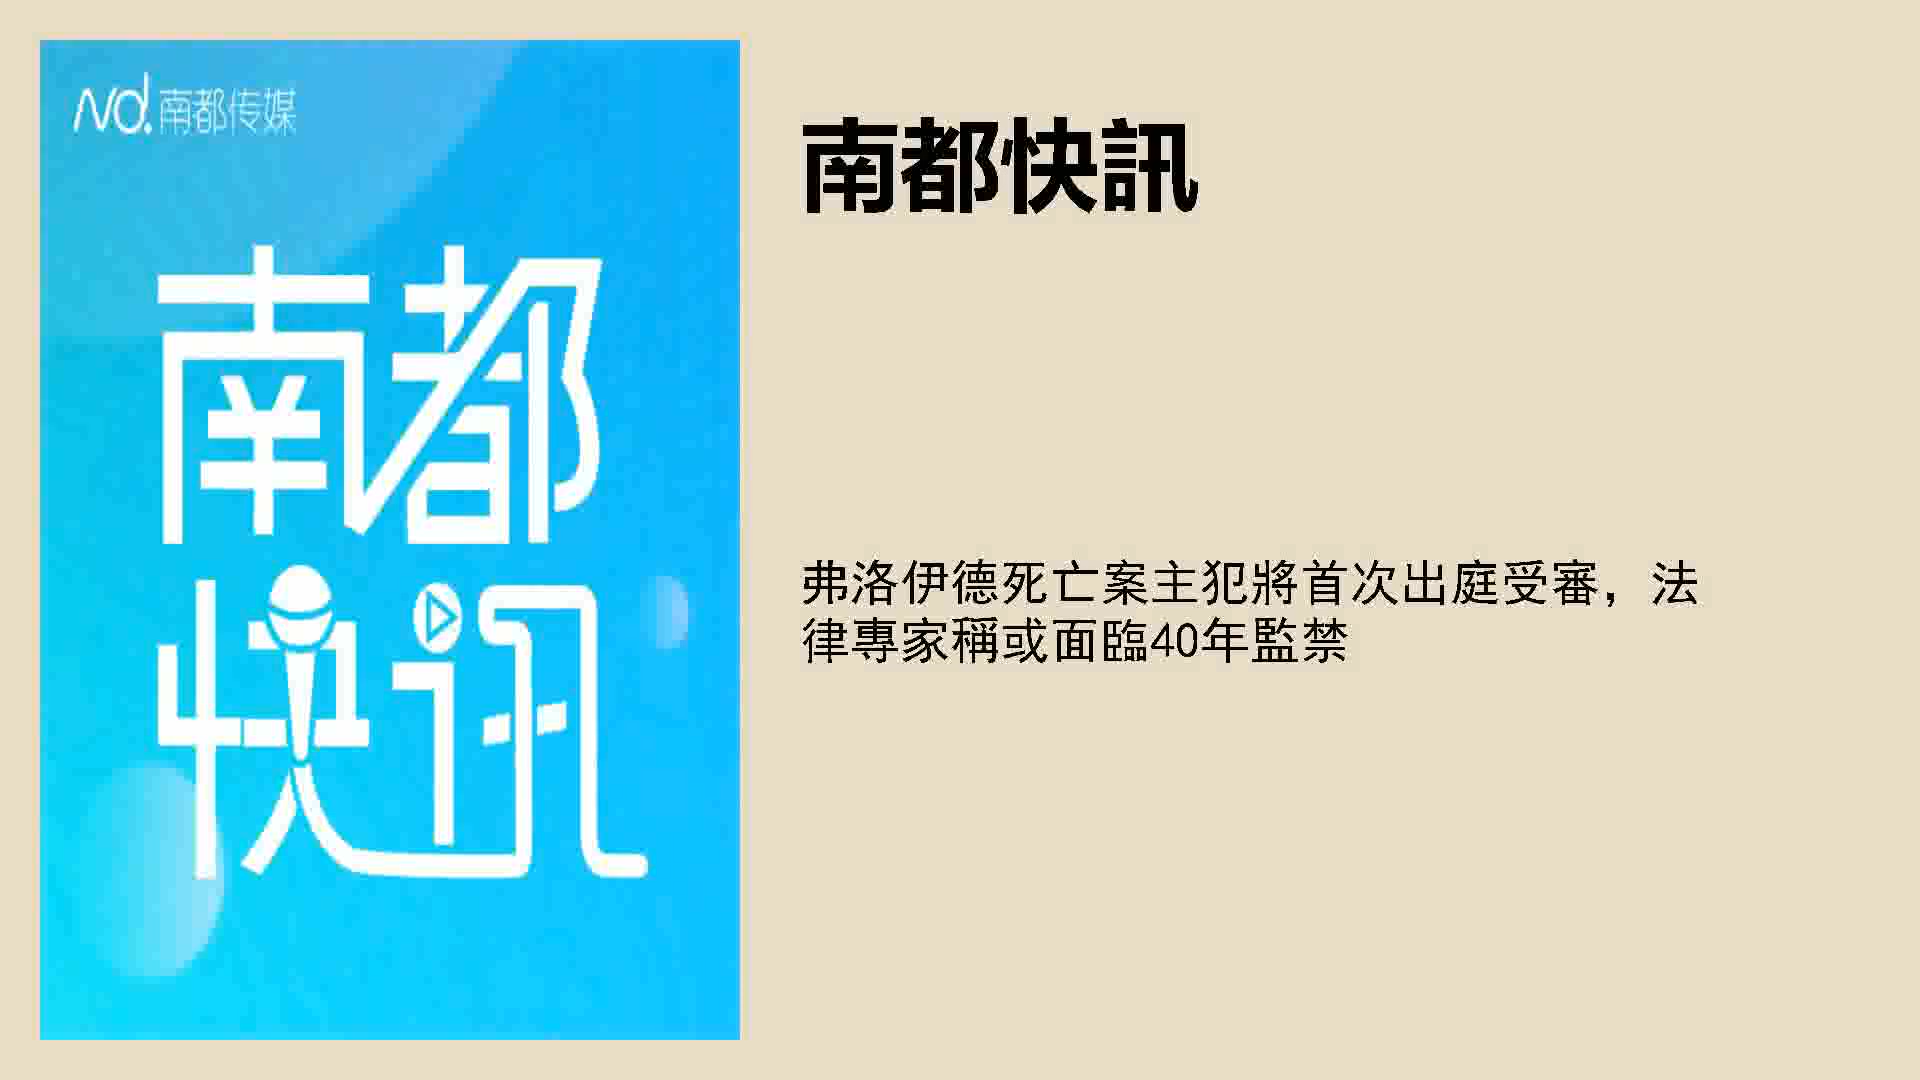 Nd.南都传媒
南都
快讯
南都快訊
弗洛伊德死亡案主犯將首次出庭受審，法
律專家稱或面臨40年監禁